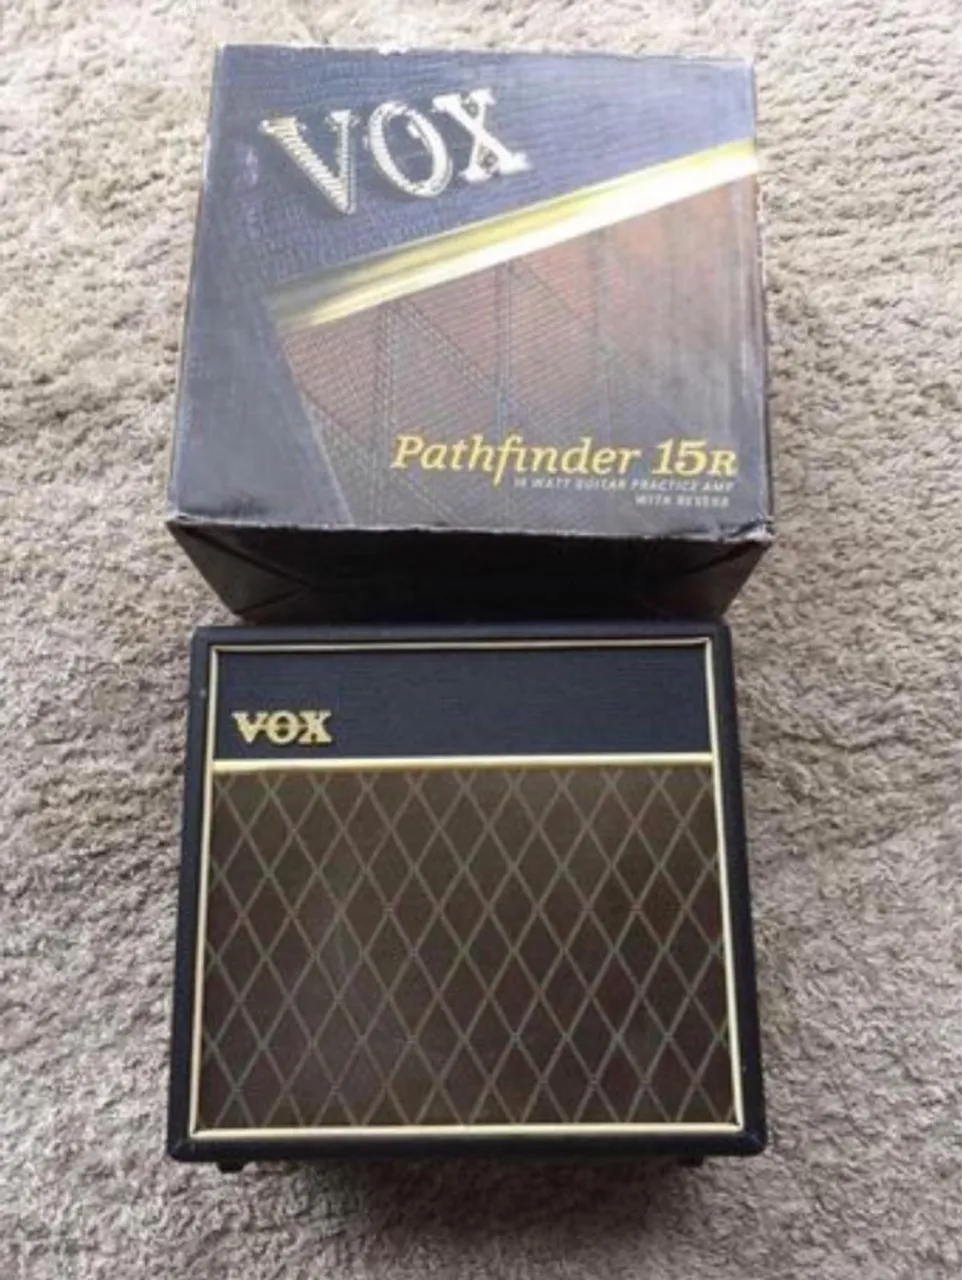 VOX
Pathfinder 15R
15 WATT GUITAR PRACTICE AMP
WITH REVERB
VOX